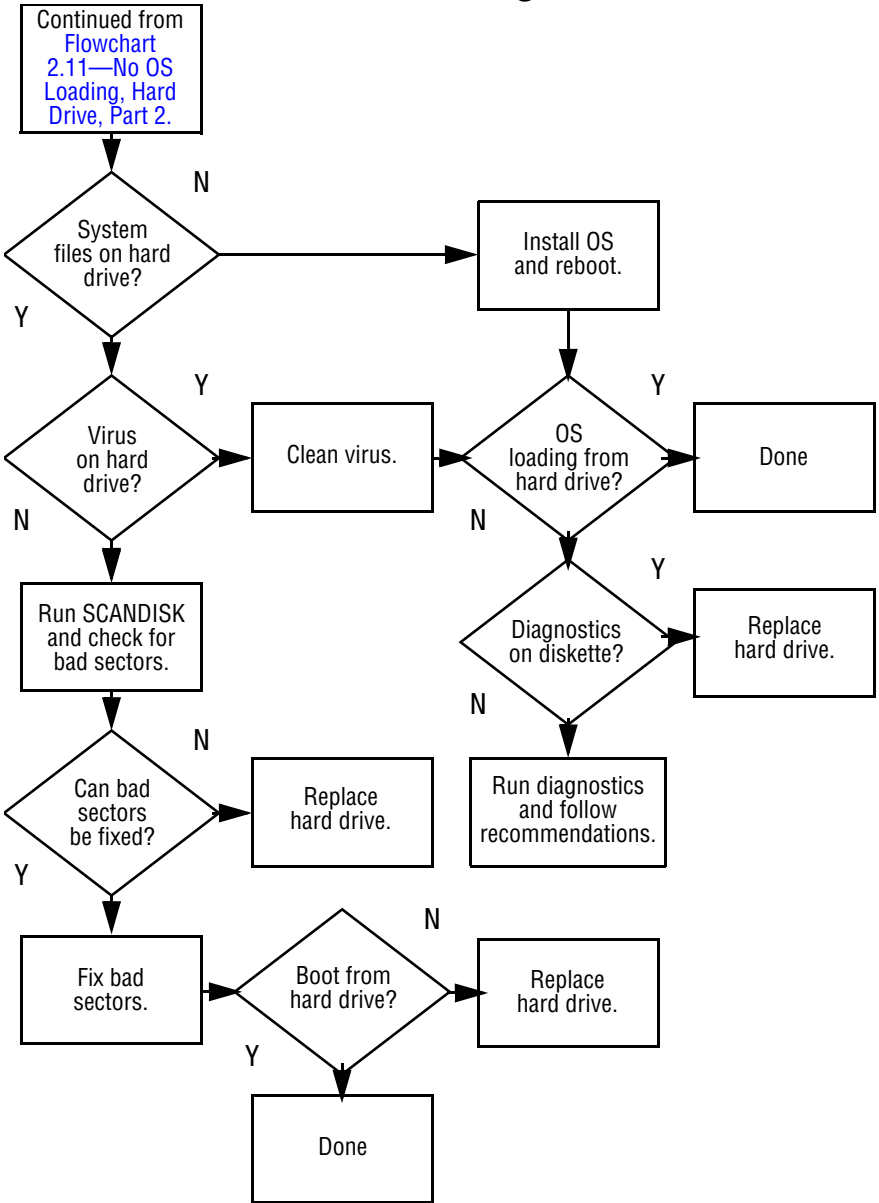 Continued from
Flowchart
2.11—No OS
Loading, Hard
Drive, Part 2.
N
System
files on hard
drive?
Y
Install OS
and reboot.
Y
Virus
on hard
drive?
N
Clean virus.
Y
OS
loading from
hard drive?
N
Done
Run SCANDISK
and check for
bad sectors.
Y
Diagnostics
on diskette?
N
Replace
hard drive.
N
Can bad
sectors
be fixed?
Y
Replace
hard drive.
Run diagnostics
and follow
recommendations.
Fix bad
sectors.
N
Boot from
hard drive?
Y
Replace
hard drive.
Done